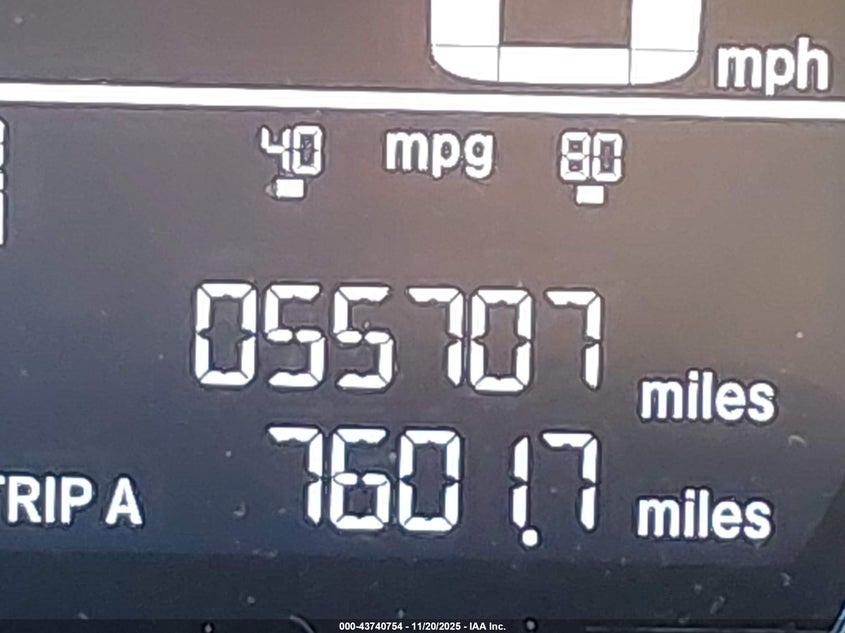 mph
40 mpg 80
055707 miles
TRIP A 7601.7 miles
000-43740754 - 11/20/2025 - IAA Inc.